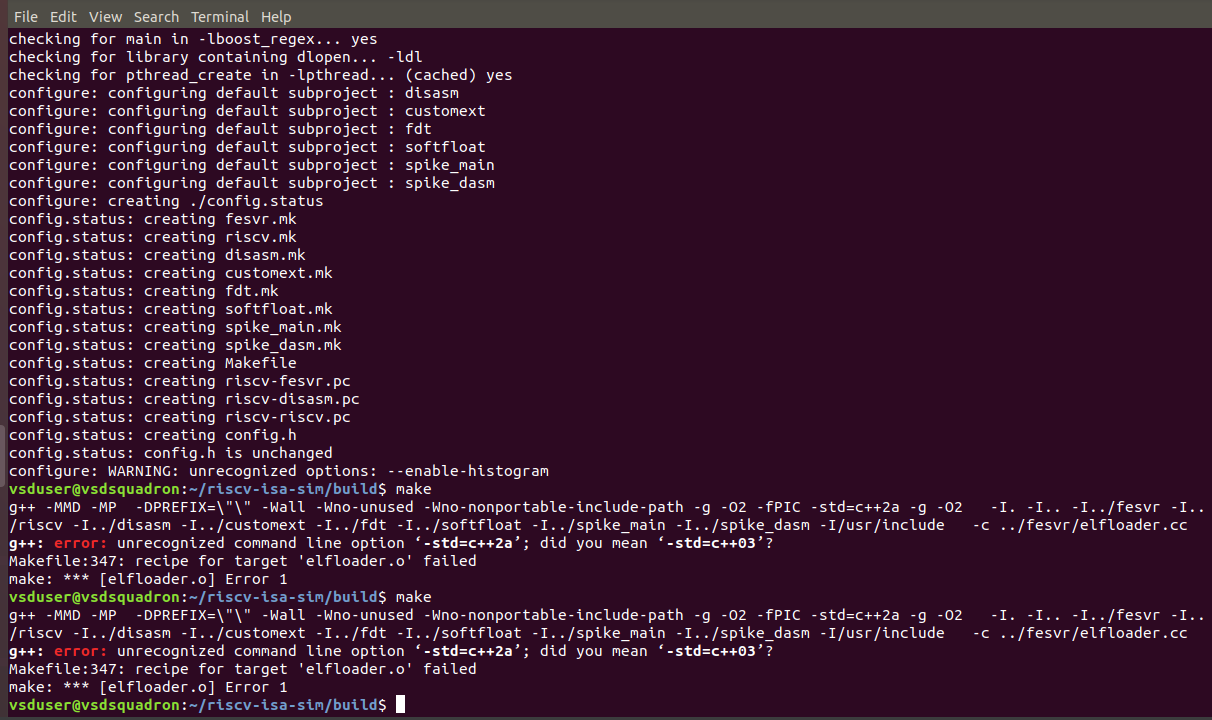 File Edit View Search Terminal Help
checking for main in -lboost_regex... yes
checking for library containing dlopen... -ldl
checking for pthread_create in -lpthread... (cached) yes
configure: configuring default subproject : disasm
configure: configuring default subproject : customext
configure: configuring default subproject : fdt
configure: configuring default subproject : softfloat
configure: configuring default subproject : spike_main
configure: configuring default subproject : spike_dasm
configure: creating ./config.status
config.status: creating fesvr.mk
config.status: creating riscv.mk
config.status: creating disasm.mk
config.status: creating customext.mk
config.status: creating fdt.mk
config.status: creating softfloat.mk
config.status: creating spike_main.mk
config.status: creating spike_dasm.mk
config.status: creating Makefile
config.status: creating riscv-fesvr.pc
config.status: creating riscv-disasm.pc
config.status: creating riscv-riscv.pc
config.status: creating config.h
config.status: config.h is unchanged
configure: WARNING: unrecognized options: --enable-histogram
vsduser@vsdsquadron:~/riscv-isa-sim/build$ make
g++ -MMD -MP  -DPREFIX=\"\" -Wall -Wno-unused -Wno-nonportable-include-path -g -O2 -fPIC -std=c++2a -g -O2   -I. -I.. -I../fesvr -I..
/riscv -I../disasm -I../customext -I../fdt -I../softfloat -I../spike_main -I../spike_dasm -I/usr/include   -c ../fesvr/elfloader.cc
g++: error: unrecognized command line option ‘-std=c++2a’; did you mean ‘-std=c++03’?
Makefile:347: recipe for target 'elfloader.o' failed
make: *** [elfloader.o] Error 1
vsduser@vsdsquadron:~/riscv-isa-sim/build$ make
g++ -MMD -MP  -DPREFIX=\"\" -Wall -Wno-unused -Wno-nonportable-include-path -g -O2 -fPIC -std=c++2a -g -O2   -I. -I.. -I../fesvr -I..
/riscv -I../disasm -I../customext -I../fdt -I../softfloat -I../spike_main -I../spike_dasm -I/usr/include   -c ../fesvr/elfloader.cc
g++: error: unrecognized command line option ‘-std=c++2a’; did you mean ‘-std=c++03’?
Makefile:347: recipe for target 'elfloader.o' failed
make: *** [elfloader.o] Error 1
vsduser@vsdsquadron:~/riscv-isa-sim/build$